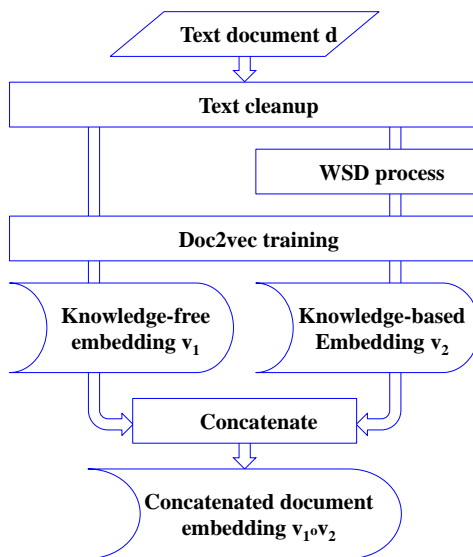 Text document d
Text cleanup
WSD process
Doc2vec training
Knowledge-free
embedding v₁
Knowledge-based
Embedding v₂
Concatenate
Concatenated document
embedding v₁∘v₂